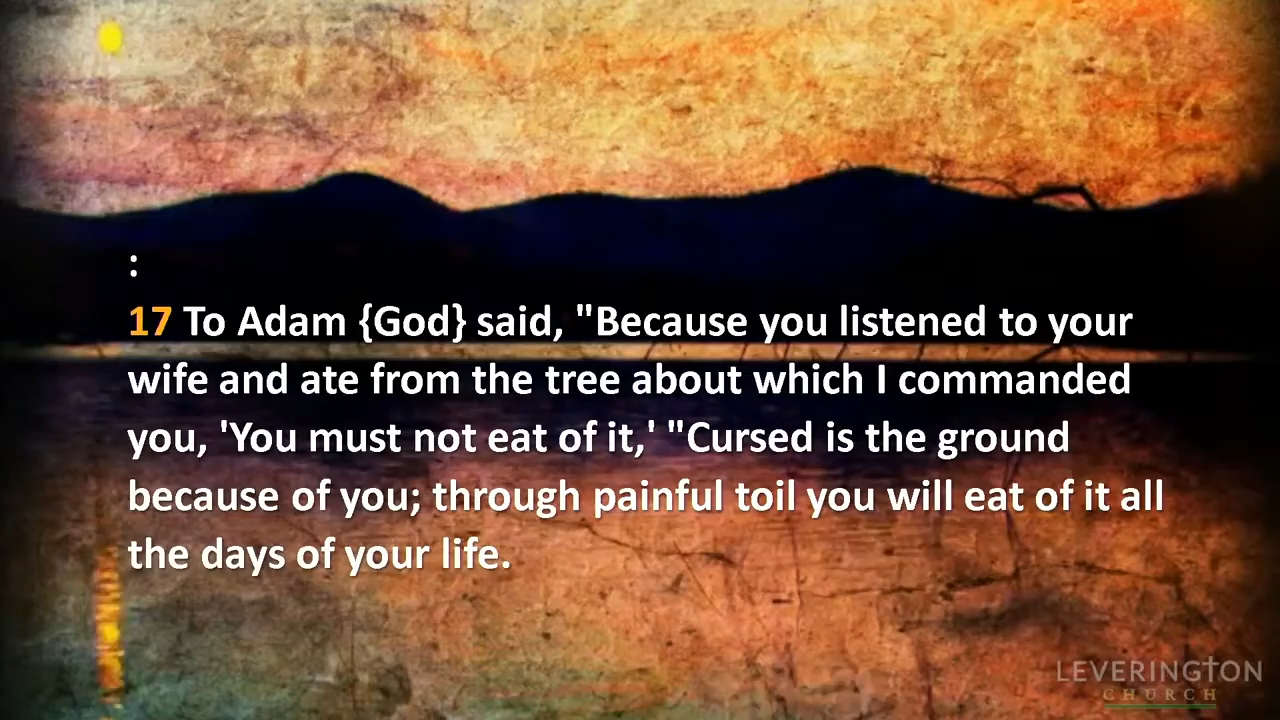 :
17 To Adam {God} said, "Because you listened to your
wife and ate from the tree about which I commanded
you, 'You must not eat of it,' "Cursed is the ground
because of you; through painful toil you will eat of it all
the days of your life.
LEVERINGTON
CHURCH